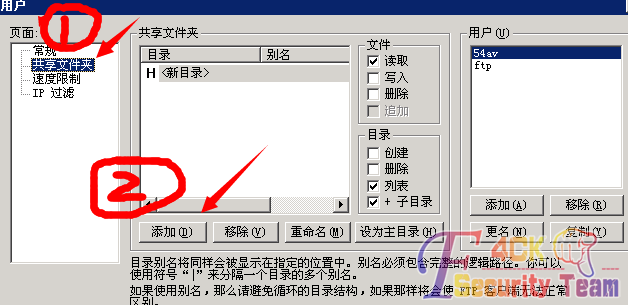 用户
页面:
①
常规
共享文件夹
速度限制
IP 过滤
②
共享文件夹
目录
别名
H <新目录>
添加(D)
移除(V)
重命名(M)
设为主目录(H)
文件
读取
写入
删除
追加
目录
创建
删除
列表
+ 子目录
用户(U)
54av
ftp
添加(A)
移除(R)
更名(N)
复制(Y)
目录别名将同样会被显示在指定的位置中。别名必须包含完整的逻辑路径。你可以
使用符号“|”来分隔一个目录的多个别名。
如果使用别名，那么请避免循环的目录结构，如果那样将会使 FTP 客户端无法正常
区别。
T 4CK
Security Team